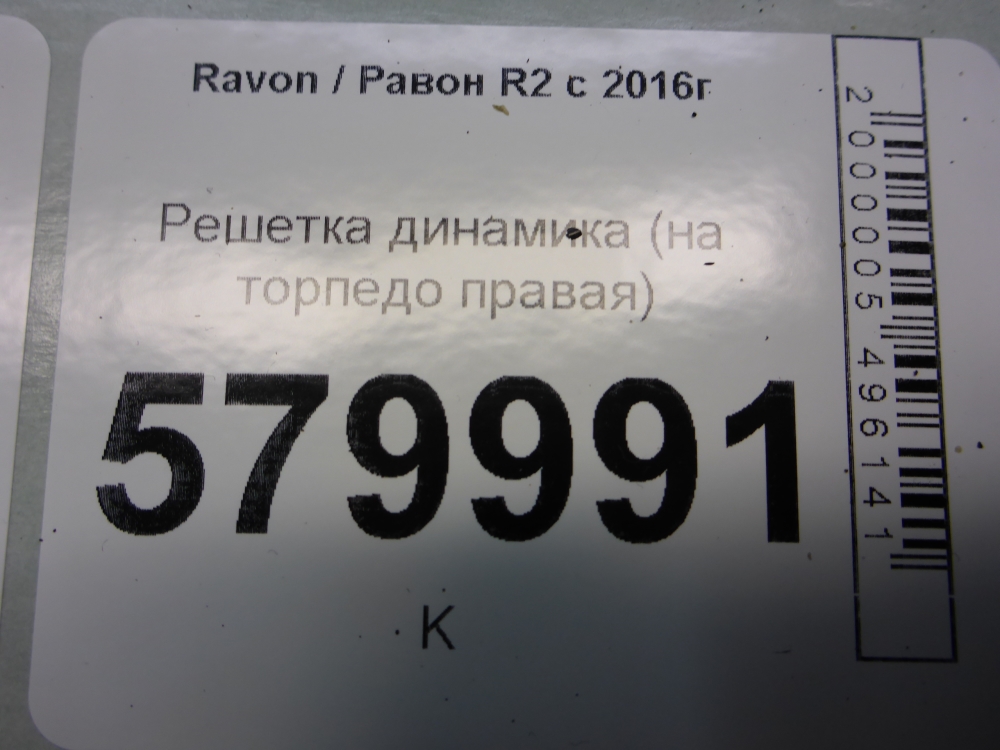 Ravon / Равон R2 с 2016г
Решетка динамика (на
торпедо правая)
579991
К
2000005496141